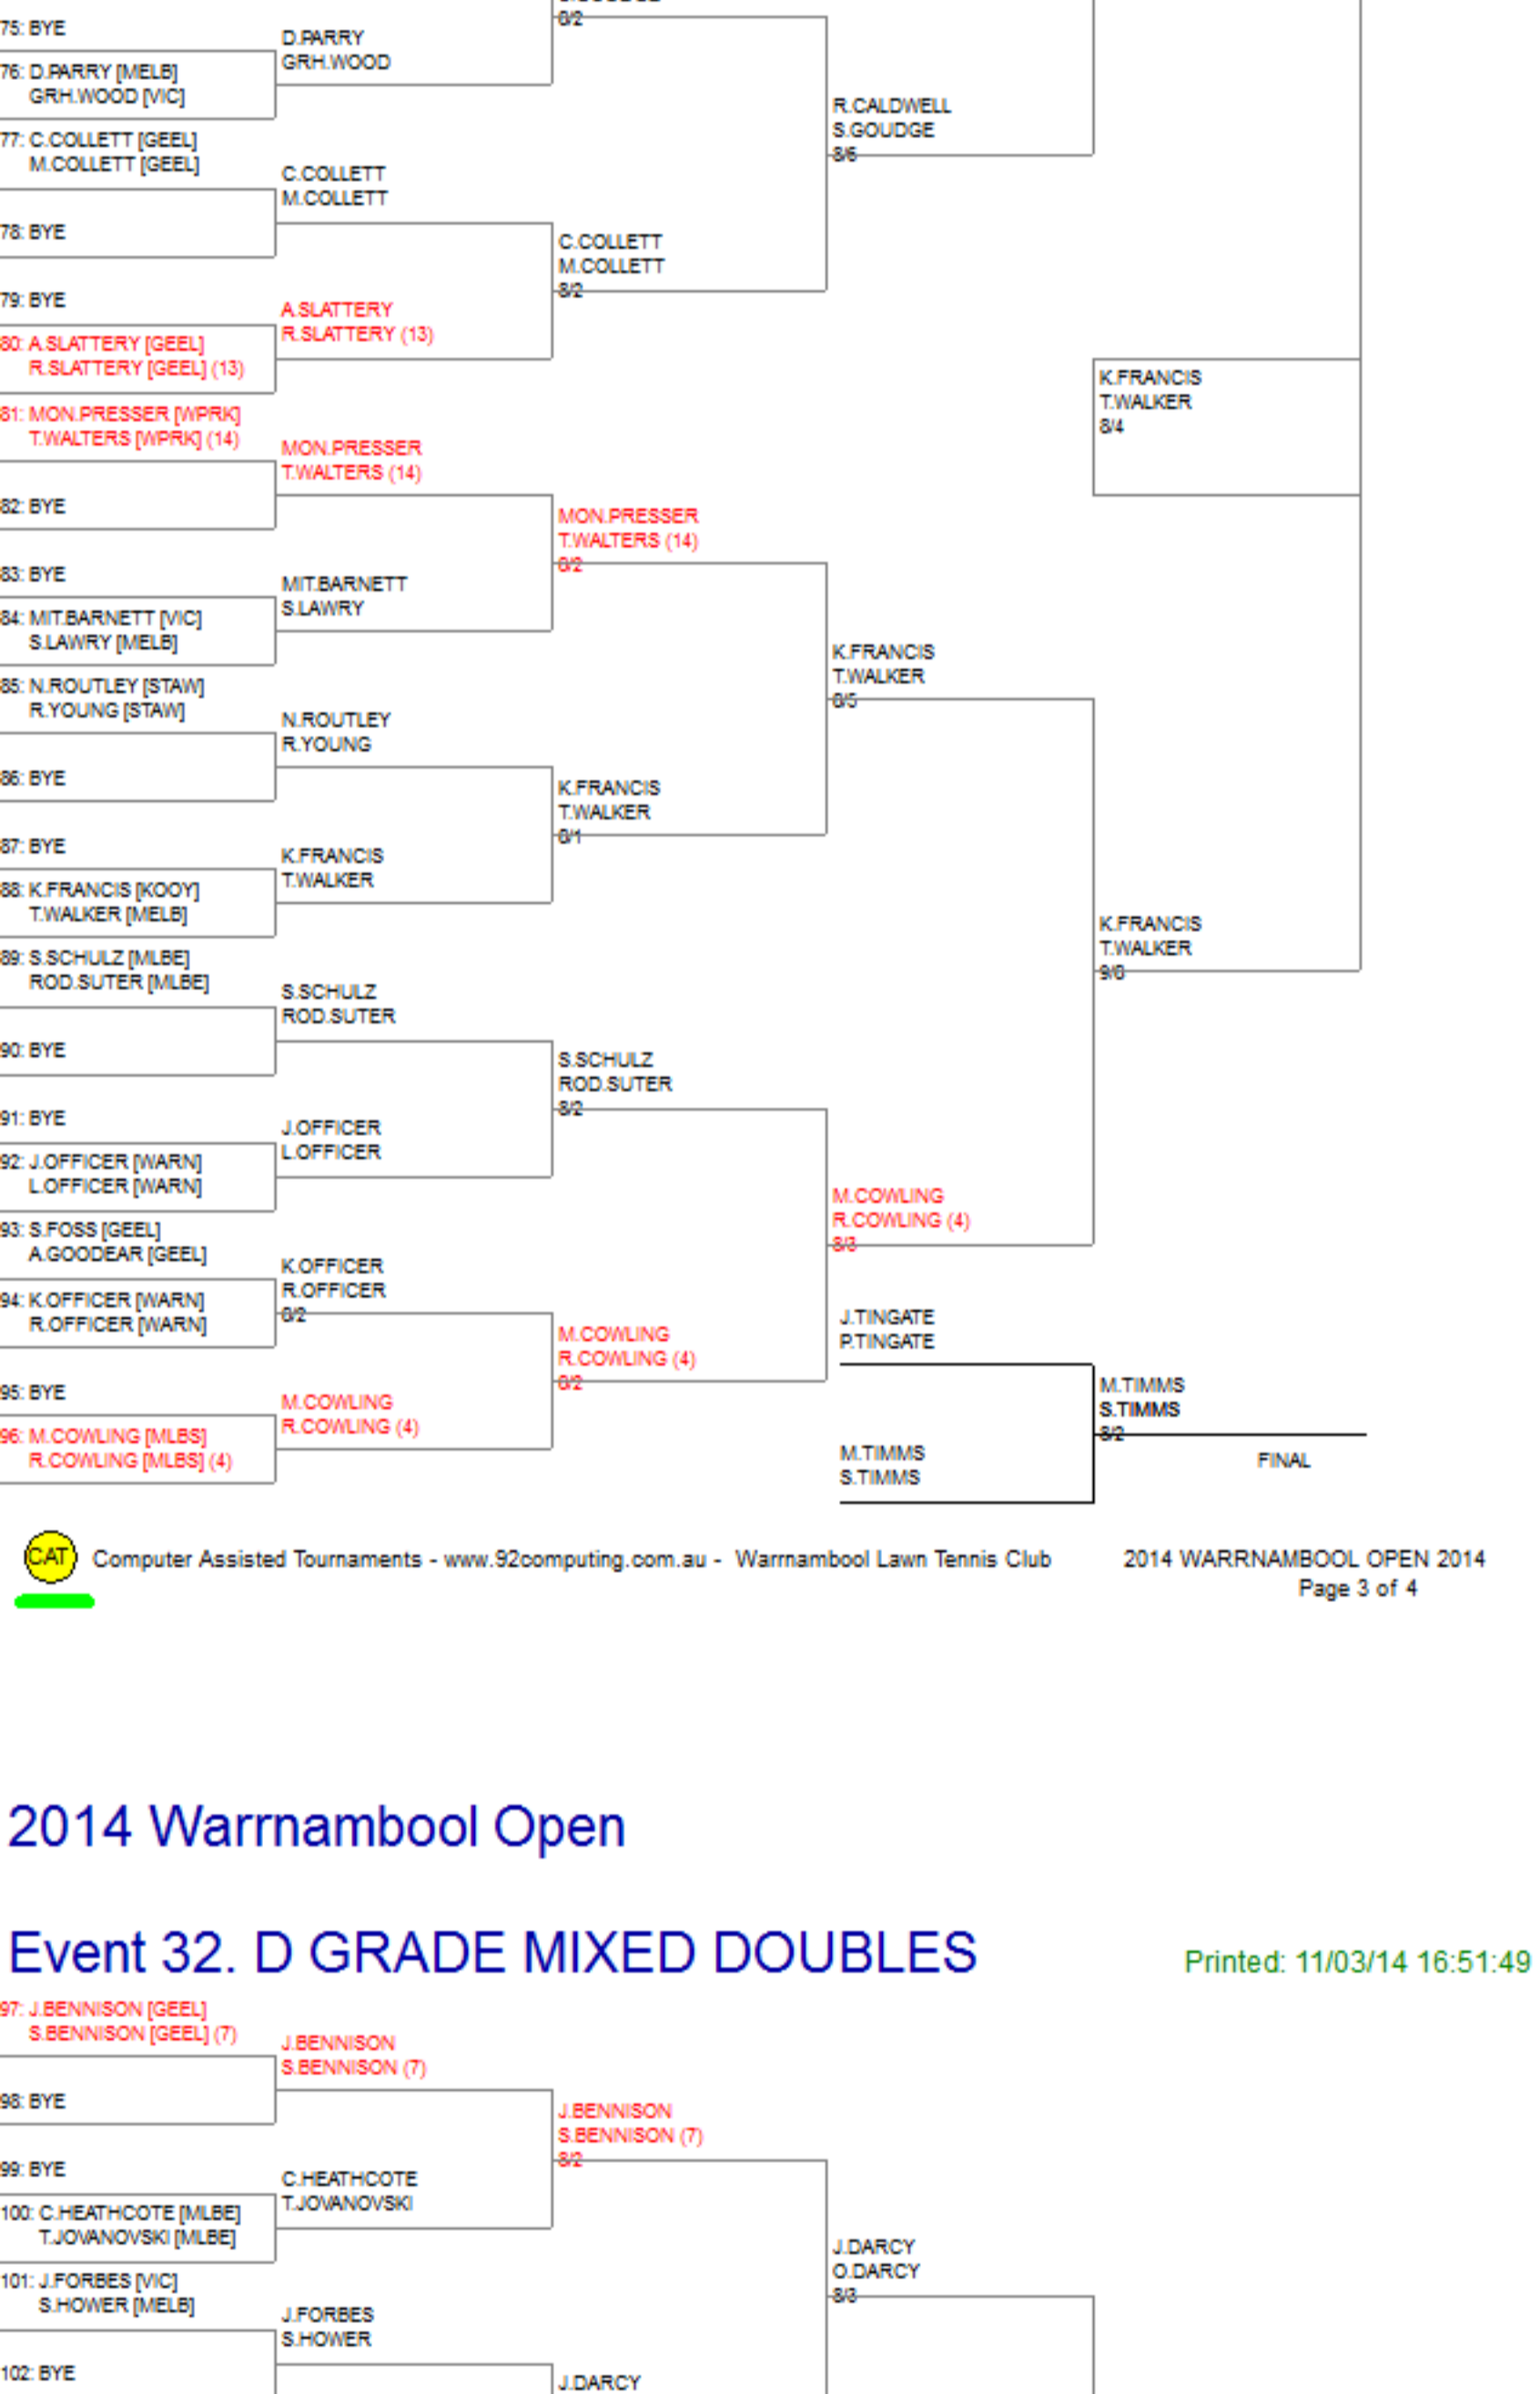 75: BYE
76: D.PARRY [MELB]
GRH.WOOD [VIC]
77: C.COLLETT [GEEL]
M.COLLETT [GEEL]
78: BYE
79: BYE
80: A.SLATTERY [GEEL]
R.SLATTERY [GEEL] (13)
81: MON.PRESSER [WPRK]
T.WALTERS [WPRK] (14)
82: BYE
83: BYE
84: MIT.BARNETT [VIC]
S.LAWRY [MELB]
85: N.ROUTLEY [STAW]
R.YOUNG [STAW]
86: BYE
87: BYE
88: K.FRANCIS [KOOY]
T.WALKER [MELB]
89: S.SCHULZ [MLBE]
ROD.SUTER [MLBE]
90: BYE
91: BYE
92: J.OFFICER [WARN]
L.OFFICER [WARN]
93: S.FOSS [GEEL]
A.GOODEAR [GEEL]
94: K.OFFICER [WARN]
R.OFFICER [WARN]
95: BYE
96: M.COWLING [MLBS]
R.COWLING [MLBS] (4)
D.PARRY
GRH.WOOD
C.COLLETT
M.COLLETT
A.SLATTERY
R.SLATTERY (13)
MON.PRESSER
T.WALTERS (14)
MIT.BARNETT
S.LAWRY
N.ROUTLEY
R.YOUNG
K.FRANCIS
T.WALKER
S.SCHULZ
ROD.SUTER
J.OFFICER
L.OFFICER
K.OFFICER
R.OFFICER
8/2
M.COWLING
R.COWLING (4)
8/2
C.COLLETT
M.COLLETT
8/2
MON.PRESSER
T.WALTERS (14)
8/2
K.FRANCIS
T.WALKER
8/1
S.SCHULZ
ROD.SUTER
8/2
M.COWLING
R.COWLING (4)
8/2
R.CALDWELL
S.GOUDGE
8/6
K.FRANCIS
T.WALKER
8/5
M.COWLING
R.COWLING (4)
8/3
J.TINGATE
P.TINGATE
M.TIMMS
S.TIMMS
K.FRANCIS
T.WALKER
8/4
K.FRANCIS
T.WALKER
9/8
M.TIMMS
S.TIMMS
8/2
FINAL
CAT Computer Assisted Tournaments - www.92computing.com.au - Warrnambool Lawn Tennis Club 2014 WARRNAMBOOL OPEN 2014
Page 3 of 4
2014 Warrnambool Open
Event 32. D GRADE MIXED DOUBLES Printed: 11/03/14 16:51:49
97: J.BENNISON [GEEL]
S.BENNISON [GEEL] (7)
98: BYE
99: BYE
100: C.HEATHCOTE [MLBE]
T.JOVANOVSKI [MLBE]
101: J.FORBES [VIC]
S.HOWER [MELB]
102: BYE
J.BENNISON
S.BENNISON (7)
C.HEATHCOTE
T.JOVANOVSKI
J.FORBES
S.HOWER
J.BENNISON
S.BENNISON (7)
8/2
J.DARCY
J.DARCY
O.DARCY
8/3